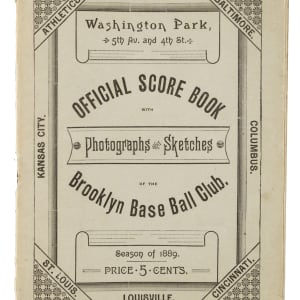 ATHLETICS.
BALTIMORE.
Washington Park,
5th Av. and 4th St.
OFFICIAL SCORE BOOK
WITH
Photographs and Sketches
OF THE
Brooklyn Base Ball Club.
KANSAS CITY.
COLUMBUS.
Season of 1889.
PRICE·5·CENTS.
ST. LOUIS.
LOUISVILLE.
CINCINNATI.